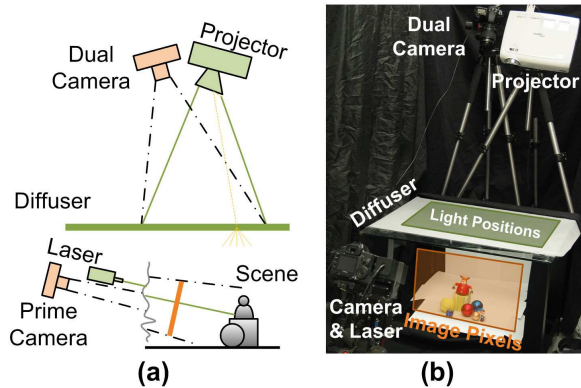 Dual
Camera
Projector
Diffuser
Laser
Prime
Camera
Scene
(a)
Dual
Camera
Projector
Diffuser
Light Positions
Camera
& Laser
Image Pixels
(b)